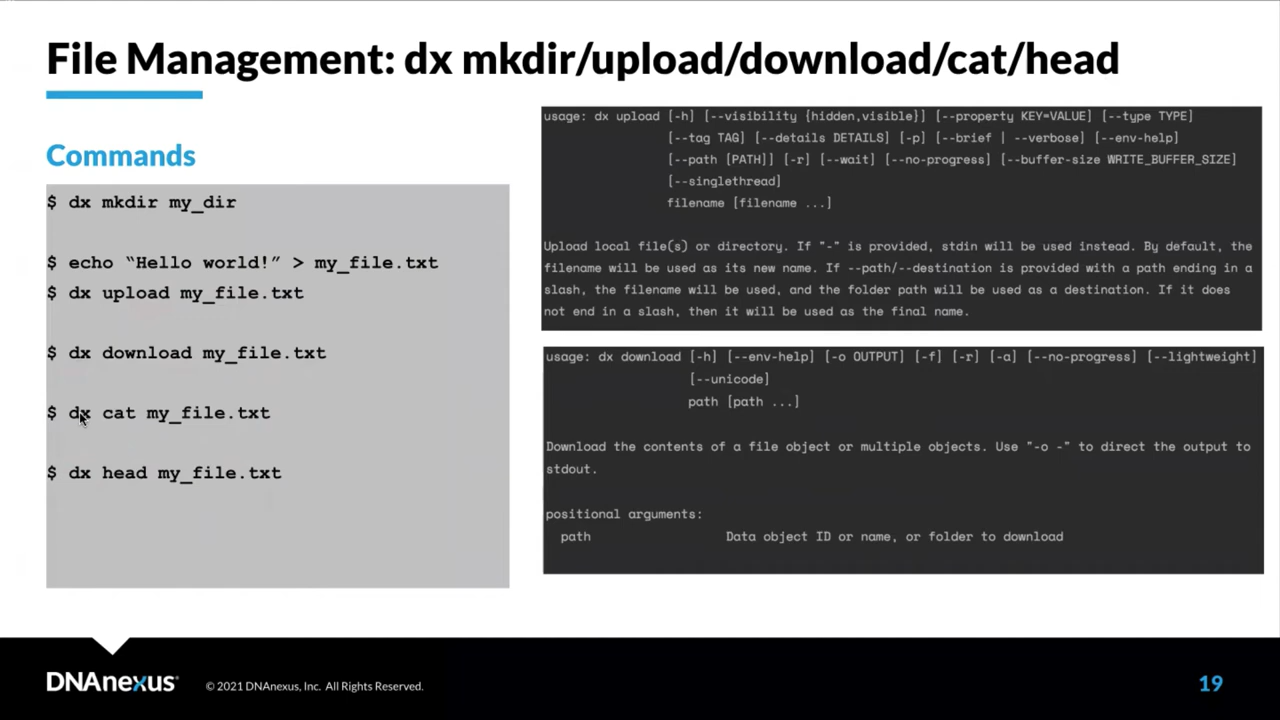 File Management: dx mkdir/upload/download/cat/head
Commands
$ dx mkdir my_dir
$ echo “Hello world!” > my_file.txt
$ dx upload my_file.txt
$ dx download my_file.txt
$ dx cat my_file.txt
$ dx head my_file.txt
usage: dx upload [-h] [--visibility {hidden,visible}] [--property KEY=VALUE] [--type TYPE]
[--tag TAG] [--details DETAILS] [-p] [--brief | --verbose] [--env-help]
[--path [PATH]] [-r] [--wait] [--no-progress] [--buffer-size WRITE_BUFFER_SIZE]
[--singlethread]
filename [filename ...]
Upload local file(s) or directory. If "-" is provided, stdin will be used instead. By default, the
filename will be used as its new name. If --path/--destination is provided with a path ending in a
slash, the filename will be used, and the folder path will be used as a destination. If it does
not end in a slash, then it will be used as the final name.
usage: dx download [-h] [--env-help] [-o OUTPUT] [-f] [-r] [-a] [--no-progress] [--lightweight]
[--unicode]
path [path ...]
Download the contents of a file object or multiple objects. Use "-o -" to direct the output to
stdout.
positional arguments:
path Data object ID or name, or folder to download
DNAnexus
© 2021 DNAnexus, Inc. All Rights Reserved.
19